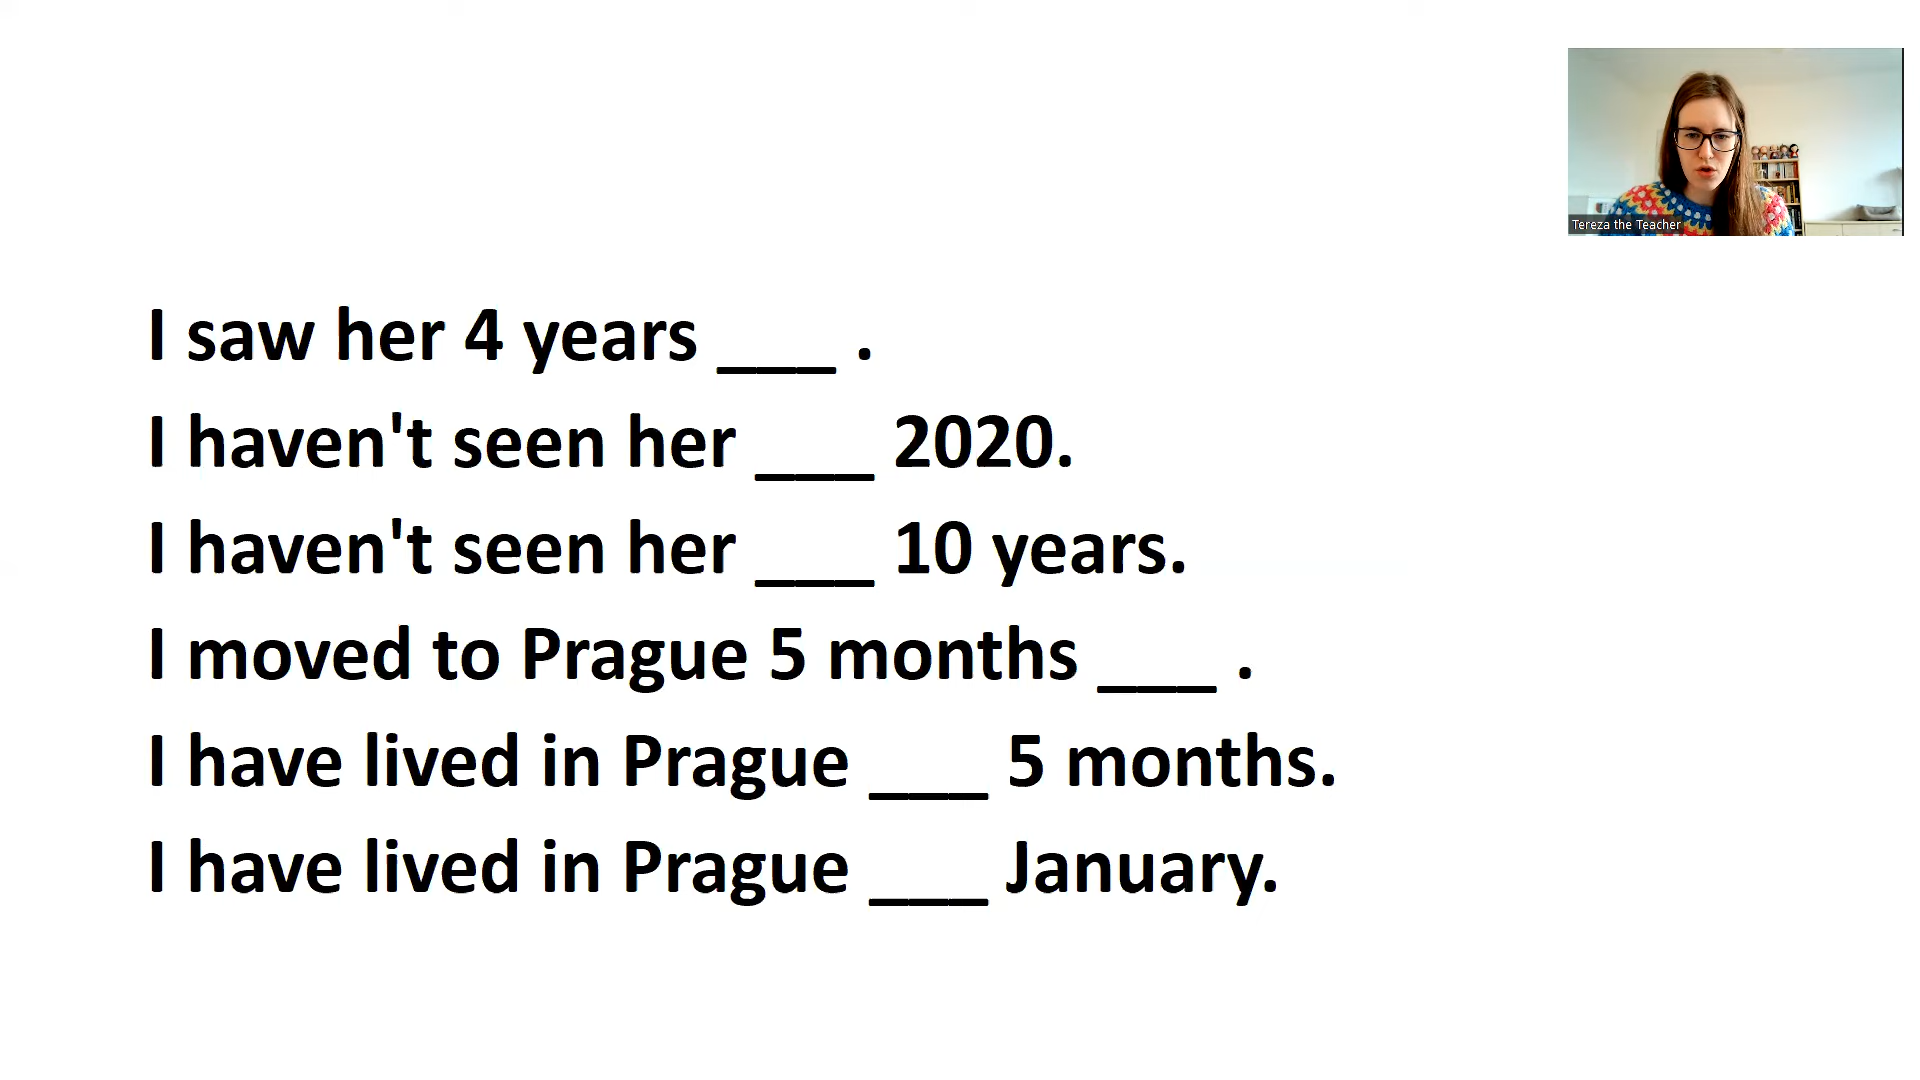 Tereza the Teacher
I saw her 4 years ___ .
I haven't seen her ___ 2020.
I haven't seen her ___ 10 years.
I moved to Prague 5 months ___ .
I have lived in Prague ___ 5 months.
I have lived in Prague ___ January.